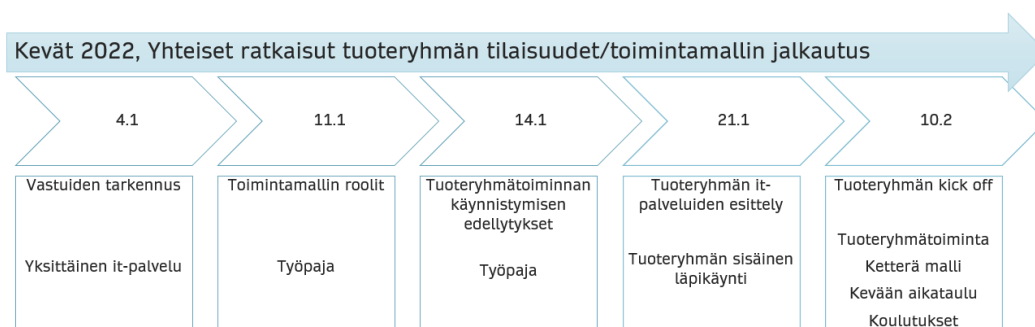 Kevät 2022, Yhteiset ratkaisut tuoteryhmän tilaisuudet/toimintamallin jalkautus
4.1
11.1
14.1
21.1
10.2
Vastuiden tarkennus
Yksittäinen it-palvelu
Toimintamallin roolit
Työpaja
Tuoteryhmätoiminnan
käynnistymisen
edellytykset
Työpaja
Tuoteryhmän it-
palveluiden esittely
Tuoteryhmän sisäinen
läpikäynti
Tuoteryhmän kick off
Tuoteryhmätoiminta
Ketterä malli
Kevään aikataulu
Koulutukset